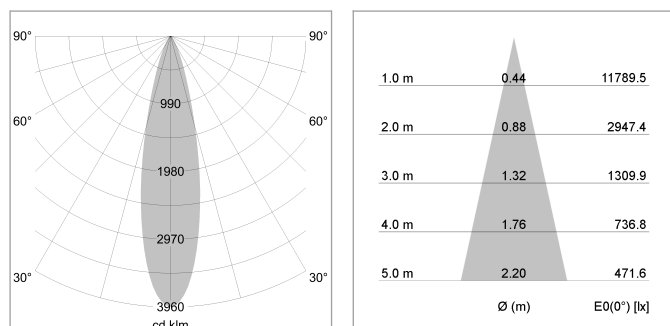 90° 90°
990
60° 60°
1980
2970
30° 30°
3960
cd klm
1.0 m 0.44 11789.5
2.0 m 0.88 2947.4
3.0 m 1.32 1309.9
4.0 m 1.76 736.8
5.0 m 2.20 471.6
Ø (m) E0(0°) [lx]